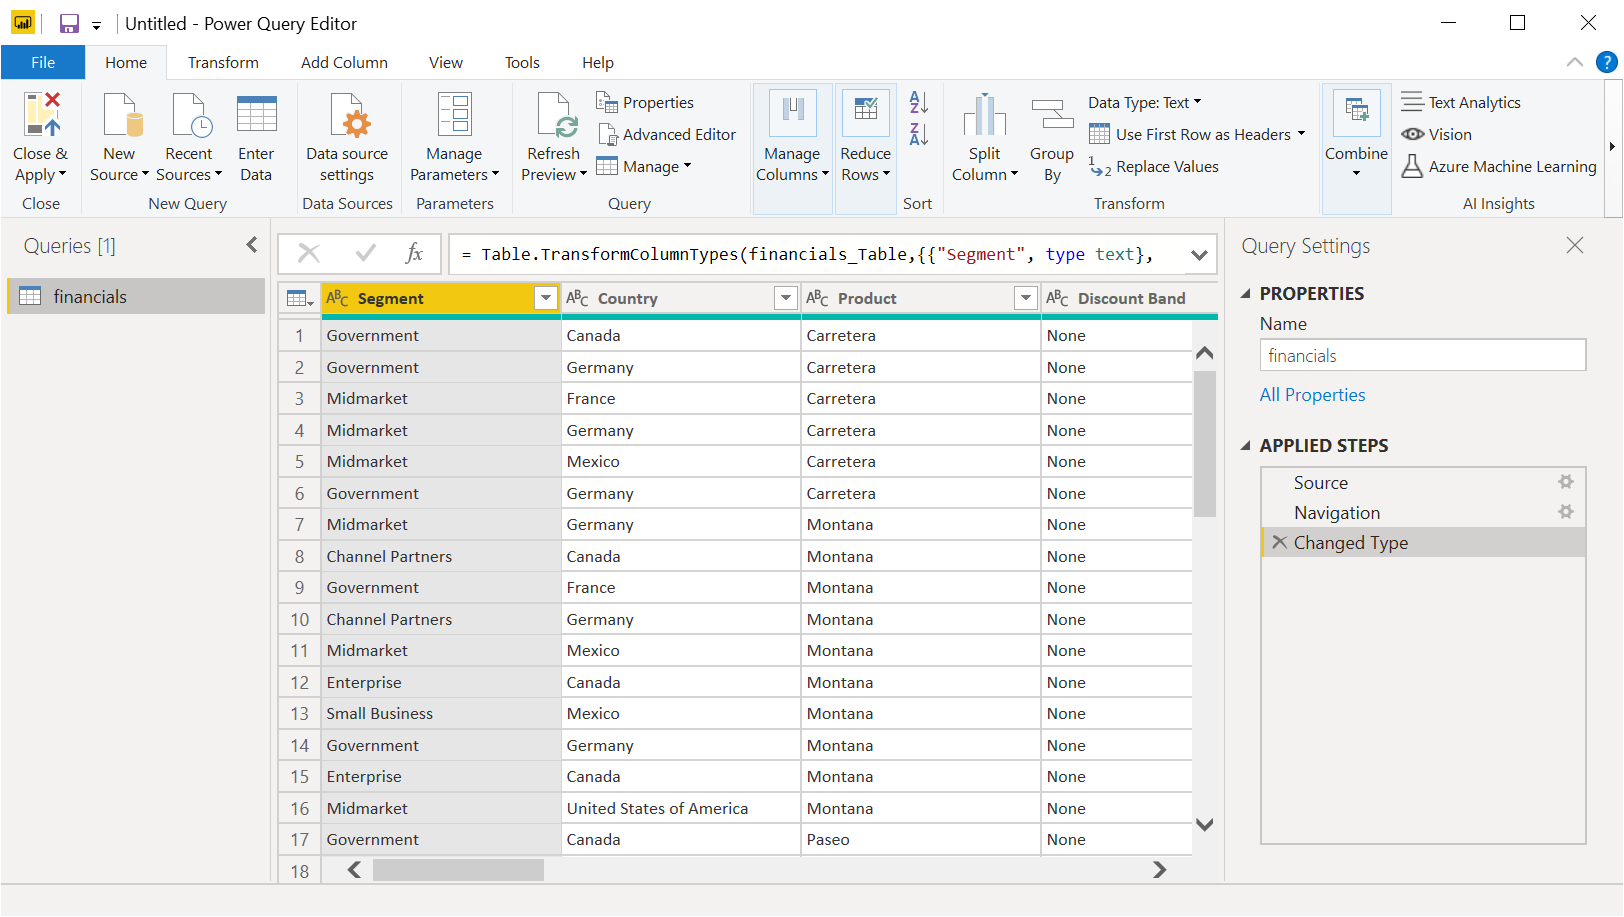 Untitled - Power Query Editor
File Home Transform Add Column View Tools Help
?
Close & Apply
New Source
Recent Sources
Enter Data
Data source settings
Manage Parameters
Refresh Preview
Properties
Advanced Editor
Manage
Manage Columns
Reduce Rows
A
Z
Z
A
Split Column
Group By
Data Type: Text
Use First Row as Headers
1
2 Replace Values
Combine
Text Analytics
Vision
Azure Machine Learning
Close New Query Data Sources Parameters Query Sort Transform AI Insights
Queries [1]
financials
fx = Table.TransformColumnTypes(financials_Table,{{"Segment", type text},
ABC Segment ABC Country ABC Product ABC Discount Band
1 Government Canada Carretera None
2 Government Germany Carretera None
3 Midmarket France Carretera None
4 Midmarket Germany Carretera None
5 Midmarket Mexico Carretera None
6 Government Germany Carretera None
7 Midmarket Germany Montana None
8 Channel Partners Canada Montana None
9 Government France Montana None
10 Channel Partners Germany Montana None
11 Midmarket Mexico Montana None
12 Enterprise Canada Montana None
13 Small Business Mexico Montana None
14 Government Germany Montana None
15 Enterprise Canada Montana None
16 Midmarket United States of America Montana None
17 Government Canada Paseo None
18
Query Settings
PROPERTIES
Name
financials
All Properties
APPLIED STEPS
Source
Navigation
Changed Type